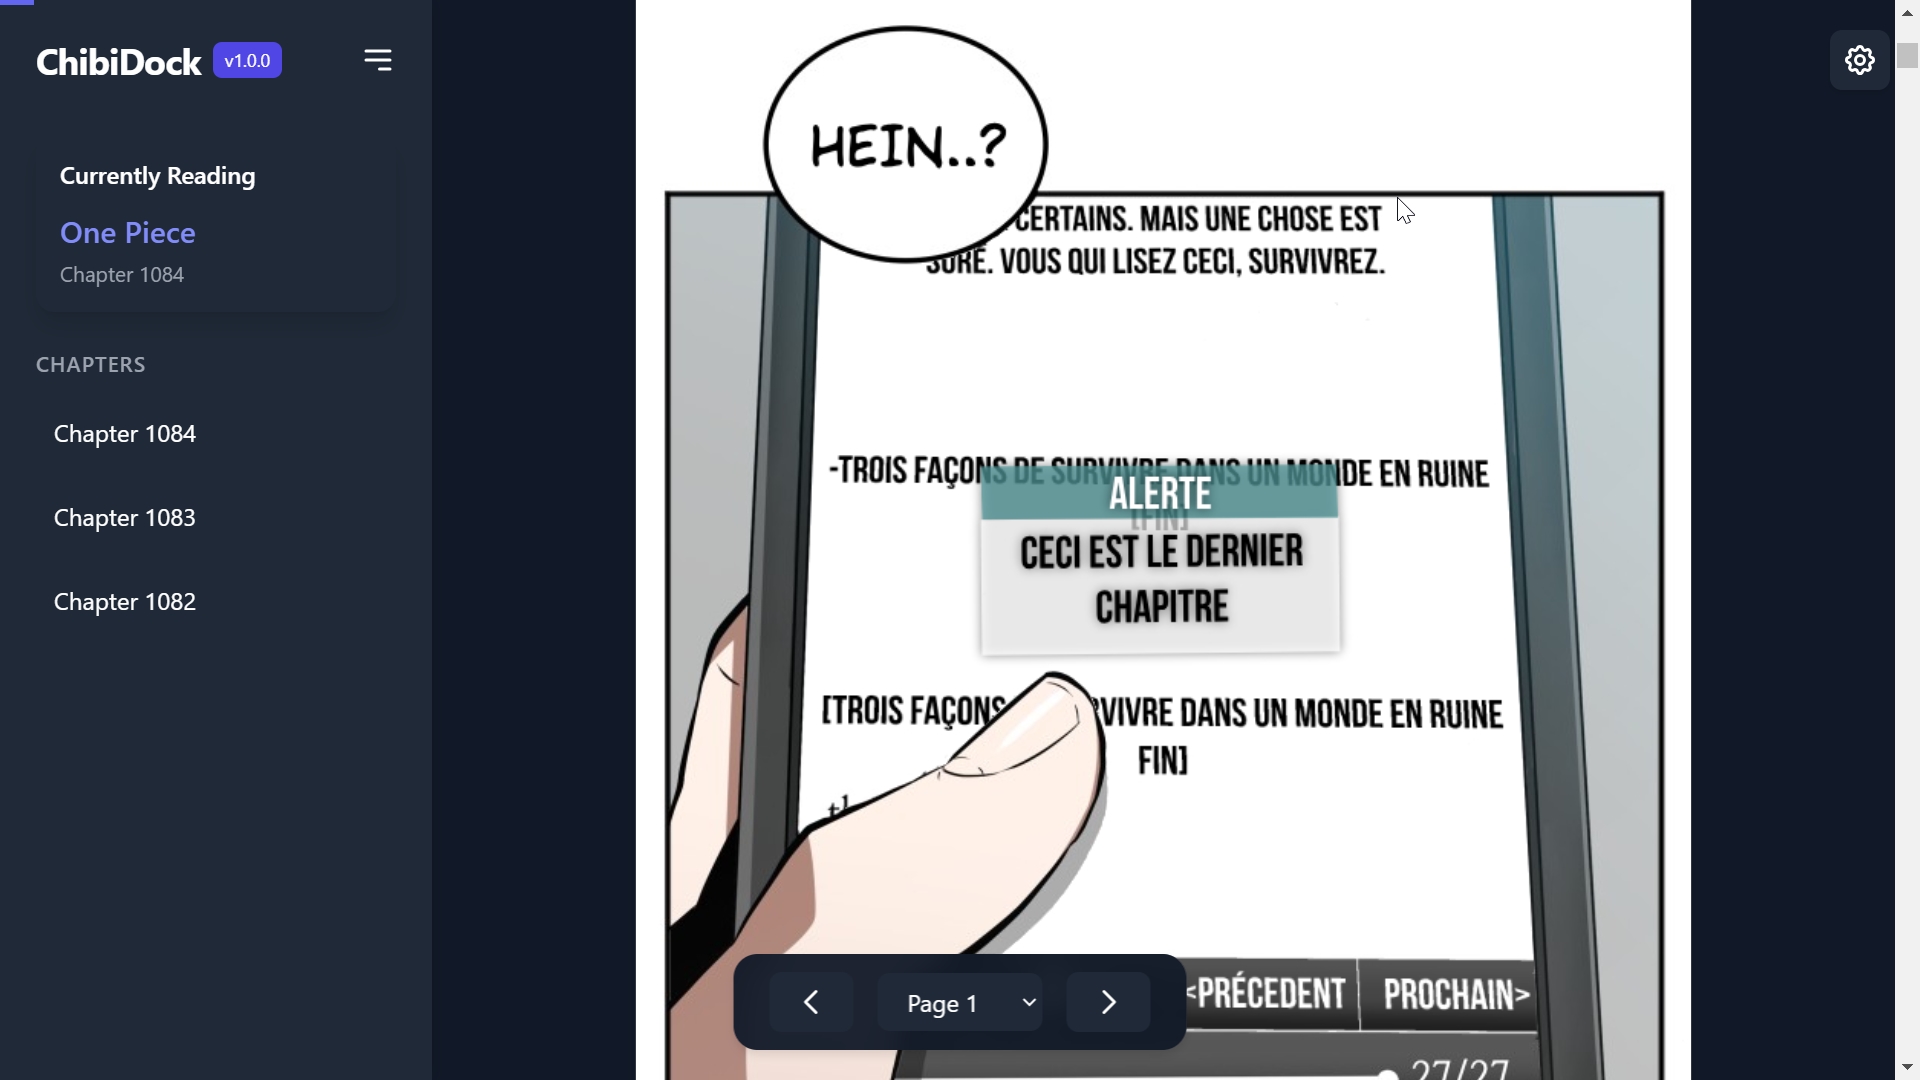 ChibiDock v1.0.0
Currently Reading
One Piece
Chapter 1084
CHAPTERS
Chapter 1084
Chapter 1083
Chapter 1082
HEIN..?
CERTAINS. MAIS UNE CHOSE EST
SÛRE. VOUS QUI LISEZ CECI, SURVIVREZ.
-TROIS FAÇONS DE SURVIVRE DANS UN MONDE EN RUINE
[FIN]
ALERTE
CECI EST LE DERNIER
CHAPITRE
[TROIS FAÇONS VIVRE DANS UN MONDE EN RUINE
FIN]
<PRÉCEDENT PROCHAIN>
Page 1
27/27